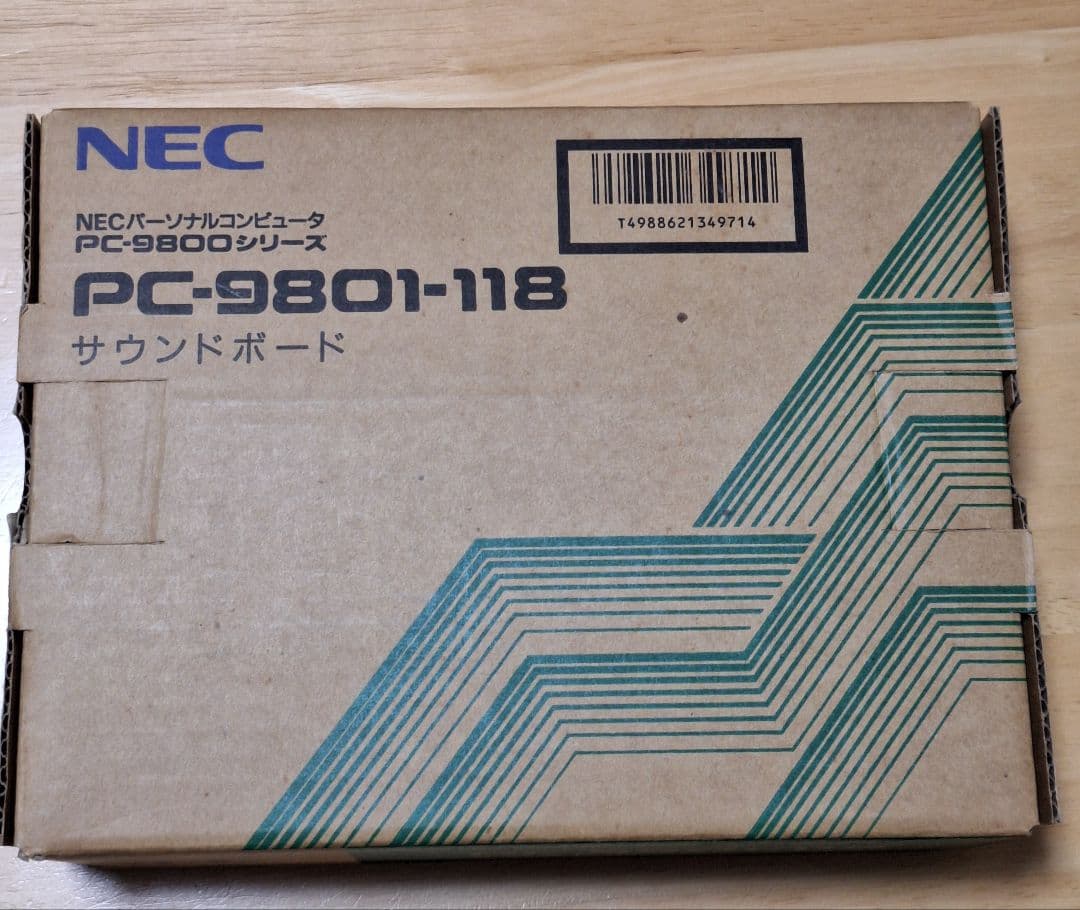 NEC
T4988621349714
NECパーソナルコンピュータ
PC-9800シリーズ
PC-9801-118
サウンドボード